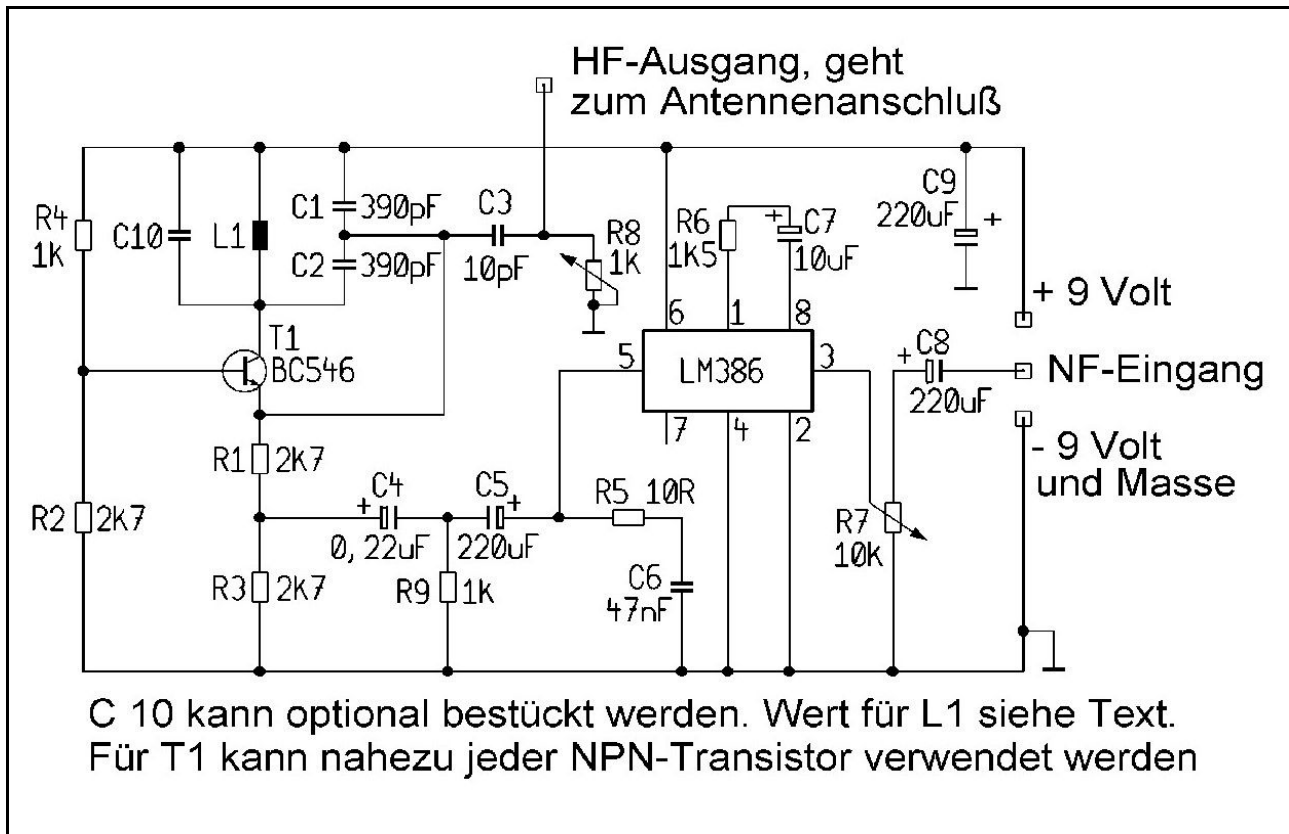 HF-Ausgang, geht
zum Antennenanschluß
R4
1K
C10
L1
C1
390pF
C2
390pF
C3
10pF
R8
1K
R6
1K5
C7
+
10uF
C9
220uF
+
+ 9 Volt
T1
BC546
6
1
8
5
LM386
3
7
4
2
+
C8
220uF
NF-Eingang
- 9 Volt
und Masse
R1
2K7
R2
2K7
+
C4
0,22uF
C5
+
220uF
R5 10R
R7
10K
R3
2K7
R9
1K
C6
47nF
C 10 kann optional bestückt werden. Wert für L1 siehe Text.
Für T1 kann nahezu jeder NPN-Transistor verwendet werden